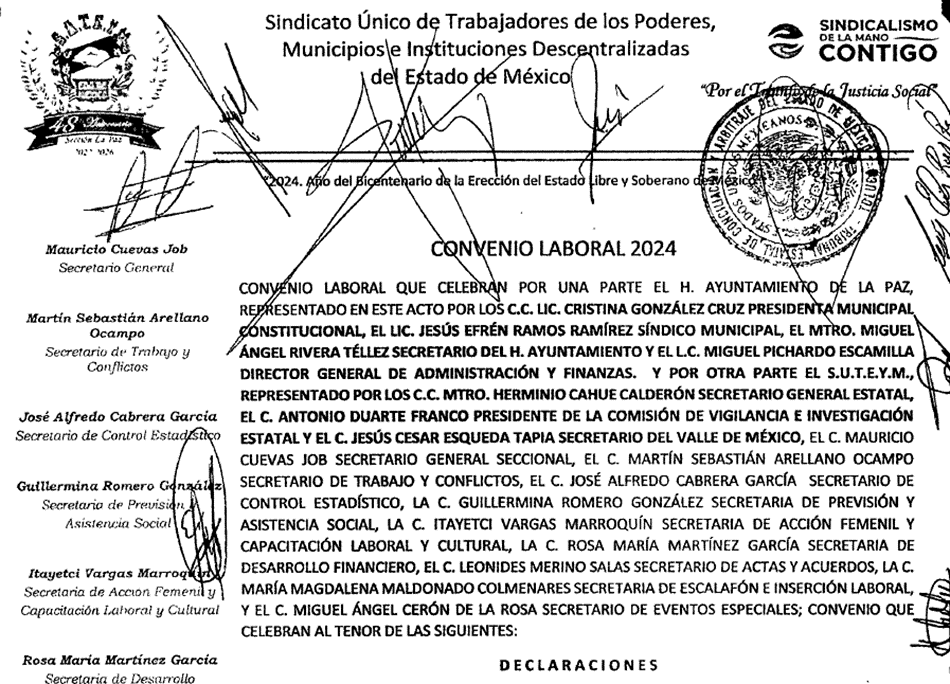 S.U.T.E.Y.M
48 Aniversario
Sección La Paz
Sindicato Único de Trabajadores de los Poderes,
Municipios e Instituciones Descentralizadas
del Estado de México
SINDICALISMO
DE LA MANO
CONTIGO
"Por el Triunfo de la Justicia Social"
"2024. Año del Bicentenario de la Erección del Estado Libre y Soberano de México
TRIBUNAL ESTATAL DE CONCILIACION Y ARBITRAJE DEL ESTADO DE MEXICO
ESTADOS UNIDOS MEXICANOS
Mauricio Cuevas Job
Secretario General
Martín Sebastián Arellano
Ocampo
Secretario de Trabajo y
Conflictos
José Alfredo Cabrera García
Secretario de Control Estadístico
Guillermina Romero González
Secretaria de Previsión y
Asistencia Social
Itayetci Vargas Marroquín
Secretaria de Acción Femenil y
Capacitación Laboral y Cultural
Rosa María Martínez García
Secretaria de Desarrollo
CONVENIO LABORAL 2024
CONVENIO LABORAL QUE CELEBRAN POR UNA PARTE EL H. AYUNTAMIENTO DE LA PAZ,
REPRESENTADO EN ESTE ACTO POR LOS C.C. LIC. CRISTINA GONZÁLEZ CRUZ PRESIDENTA MUNICIPAL
CONSTITUCIONAL, EL LIC. JESÚS EFRÉN RAMOS RAMÍREZ SÍNDICO MUNICIPAL, EL MTRO. MIGUEL
ÁNGEL RIVERA TÉLLEZ SECRETARIO DEL H. AYUNTAMIENTO Y EL L.C. MIGUEL PICHARDO ESCAMILLA
DIRECTOR GENERAL DE ADMINISTRACIÓN Y FINANZAS. Y POR OTRA PARTE EL S.U.T.E.Y.M.,
REPRESENTADO POR LOS C.C. MTRO. HERMINIO CAHUE CALDERÓN SECRETARIO GENERAL ESTATAL,
EL C. ANTONIO DUARTE FRANCO PRESIDENTE DE LA COMISIÓN DE VIGILANCIA E INVESTIGACIÓN
ESTATAL Y EL C. JESÚS CESAR ESQUEDA TAPIA SECRETARIO DEL VALLE DE MÉXICO, EL C. MAURICIO
CUEVAS JOB SECRETARIO GENERAL SECCIONAL, EL C. MARTÍN SEBASTIÁN ARELLANO OCAMPO
SECRETARIO DE TRABAJO Y CONFLICTOS, EL C. JOSÉ ALFREDO CABRERA GARCÍA SECRETARIO DE
CONTROL ESTADÍSTICO, LA C. GUILLERMINA ROMERO GONZÁLEZ SECRETARIA DE PREVISIÓN Y
ASISTENCIA SOCIAL, LA C. ITAYETCI VARGAS MARROQUÍN SECRETARIA DE ACCIÓN FEMENIL Y
CAPACITACIÓN LABORAL Y CULTURAL, LA C. ROSA MARÍA MARTÍNEZ GARCÍA SECRETARIA DE
DESARROLLO FINANCIERO, EL C. LEONIDES MERINO SALAS SECRETARIO DE ACTAS Y ACUERDOS, LA C.
MARÍA MAGDALENA MALDONADO COLMENARES SECRETARIA DE ESCALAFÓN E INSERCIÓN LABORAL,
Y EL C. MIGUEL ÁNGEL CERÓN DE LA ROSA SECRETARIO DE EVENTOS ESPECIALES; CONVENIO QUE
CELEBRAN AL TENOR DE LAS SIGUIENTES:
DECLARACIONES